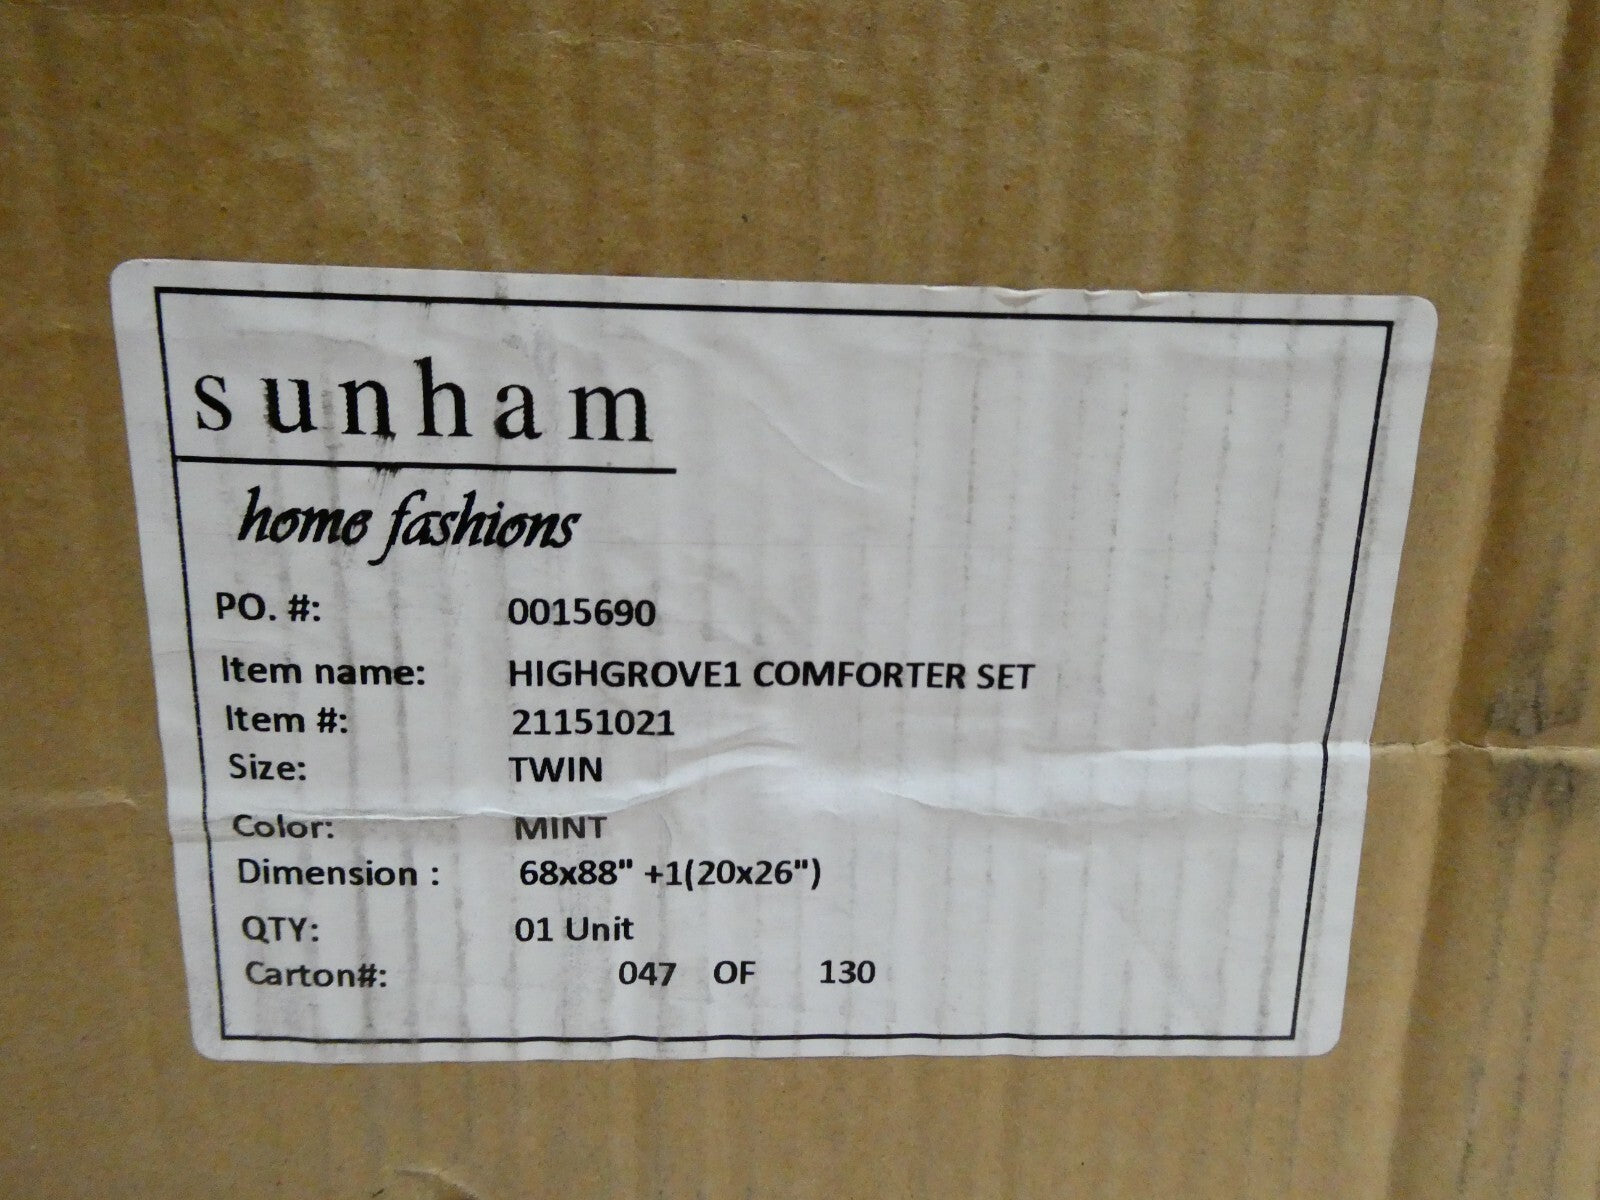 sunham
home fashions
PO. #: 0015690
Item name: HIGHGROVE1 COMFORTER SET
Item #: 21151021
Size: TWIN
Color: MINT
Dimension : 68x88" +1(20x26")
QTY: 01 Unit
Carton#: 047 OF 130